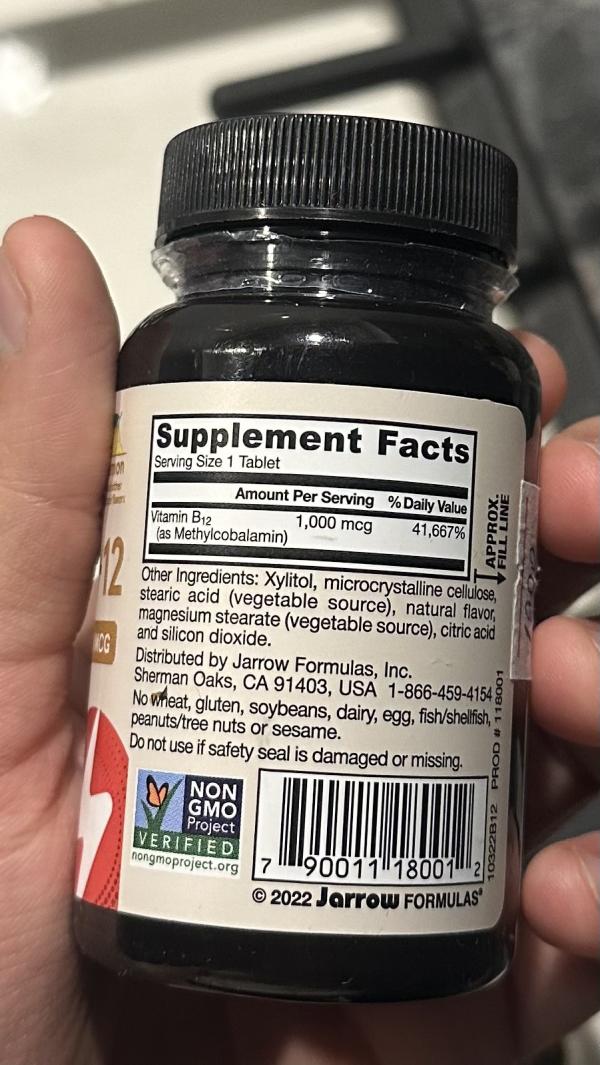 Supplement Facts
Serving Size 1 Tablet
Amount Per Serving % Daily Value
Vitamin B12 1,000 mcg 41,667%
(as Methylcobalamin)
APPROX.
FILL LINE
Other Ingredients: Xylitol, microcrystalline cellulose,
stearic acid (vegetable source), natural flavor,
magnesium stearate (vegetable source), citric acid
and silicon dioxide.
Distributed by Jarrow Formulas, Inc.
Sherman Oaks, CA 91403, USA 1-866-459-4154
No wheat, gluten, soybeans, dairy, egg, fish/shellfish,
peanuts/tree nuts or sesame.
Do not use if safety seal is damaged or missing.
NON
GMO
Project
VERIFIED
nongmoproject.org
7 90011 18001 2
10322B12 PROD # 118001
© 2022 Jarrow FORMULAS®
12
MCG